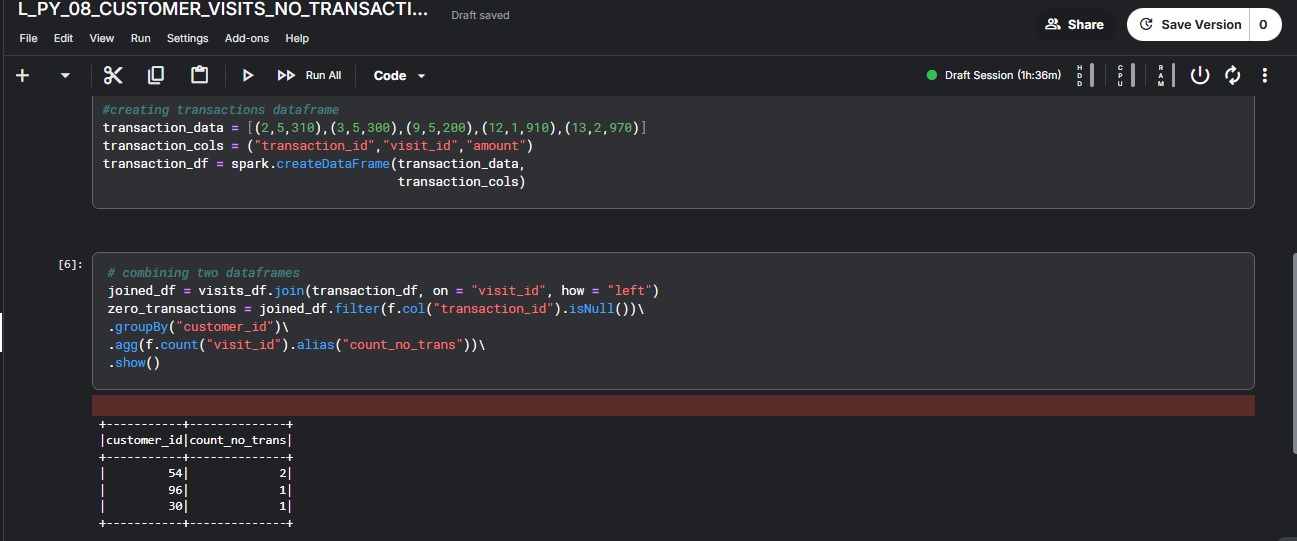 L_PY_08_CUSTOMER_VISITS_NO_TRANSACTI...
Draft saved
Share
Save Version
0
File Edit View Run Settings Add-ons Help
Run All
Code
Draft Session (1h:36m)
HDD
CPU
RAM
#creating transactions dataframe
transaction_data = [(2,5,310),(3,5,300),(9,5,200),(12,1,910),(13,2,970)]
transaction_cols = ("transaction_id","visit_id","amount")
transaction_df = spark.createDataFrame(transaction_data,
transaction_cols)
[6]:
# combining two dataframes
joined_df = visits_df.join(transaction_df, on = "visit_id", how = "left")
zero_transactions = joined_df.filter(f.col("transaction_id").isNull())\
.groupBy("customer_id")\
.agg(f.count("visit_id").alias("count_no_trans"))\
.show()
+-----------+--------------+
|customer_id|count_no_trans|
+-----------+--------------+
|         54|             2|
|         96|             1|
|         30|             1|
+-----------+--------------+